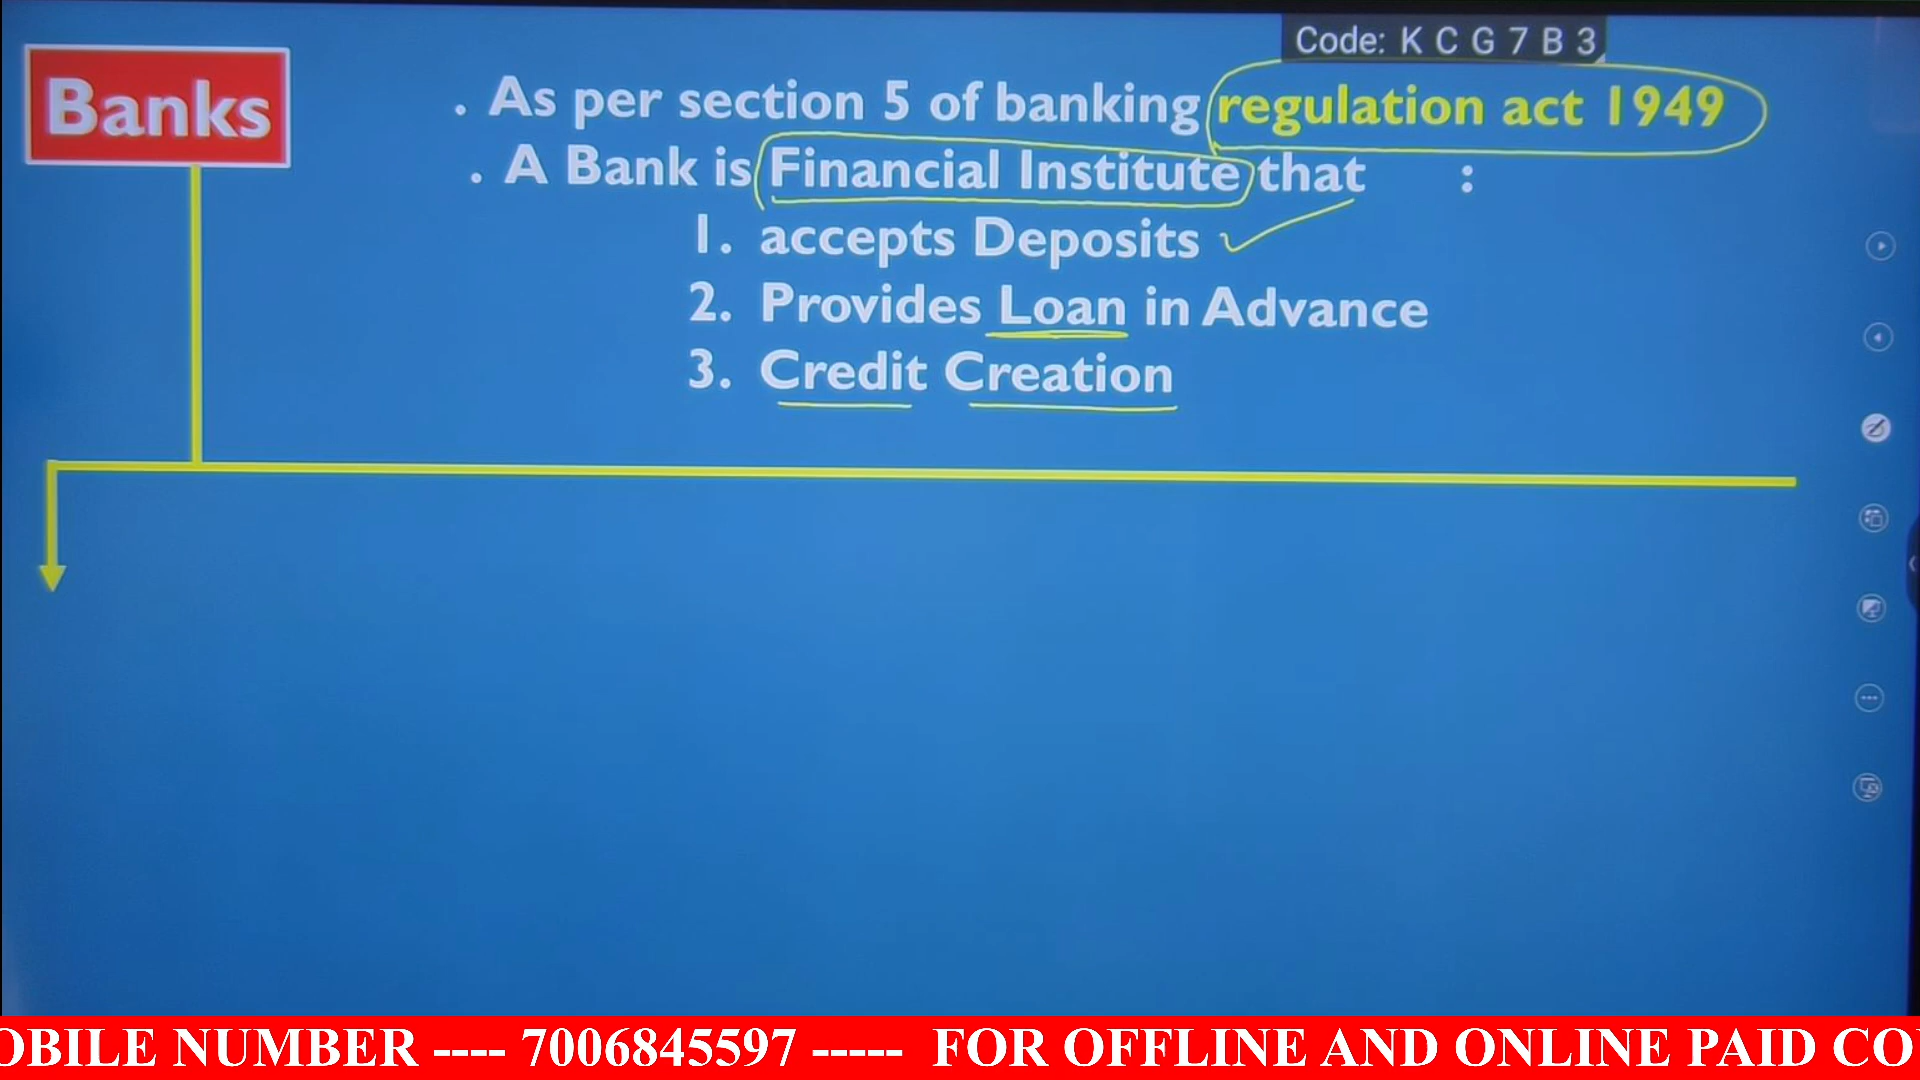 Code: K C G 7 B 3
Banks
. As per section 5 of banking regulation act 1949
. A Bank is Financial Institute that :
1. accepts Deposits
2. Provides Loan in Advance
3. Credit Creation
OBILE NUMBER ---- 7006845597 ----- FOR OFFLINE AND ONLINE PAID CO